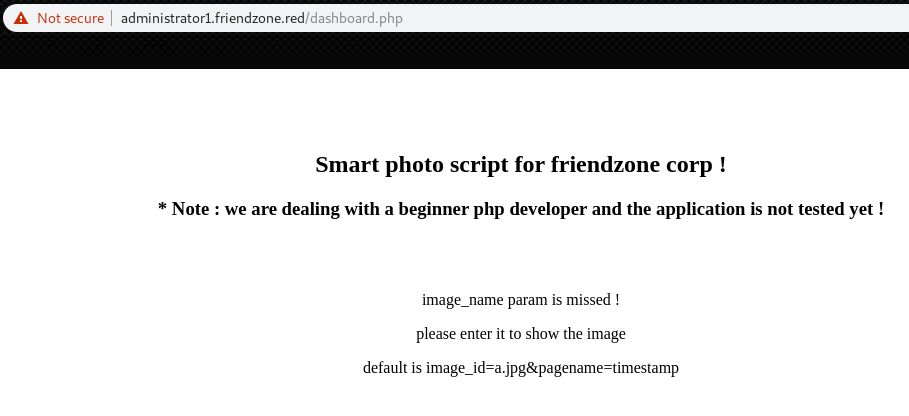 Not secure administrator1.friendzone.red/dashboard.php
Smart photo script for friendzone corp !
* Note : we are dealing with a beginner php developer and the application is not tested yet !
image_name param is missed !
please enter it to show the image
default is image_id=a.jpg&pagename=timestamp